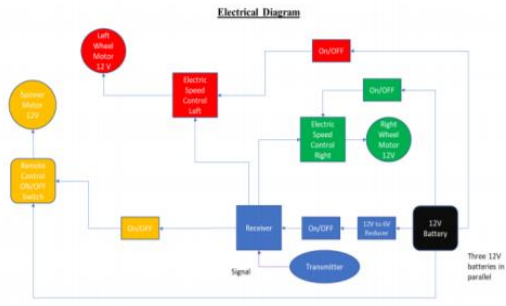 Electrical Diagram
Left
Wheel
Motor
12 V
On/OFF
Electric
Speed
Control
Left
On/OFF
Spinner
Motor
12V
Electric
Speed
Control
Right
Right
Wheel
Motor
12V
Remote
Control
ON/OFF
Switch
On/OFF
Receiver
On/OFF
12V to 6V
Reducer
12V
Battery
Signal
Transmitter
Three 12V
batteries in
parallel